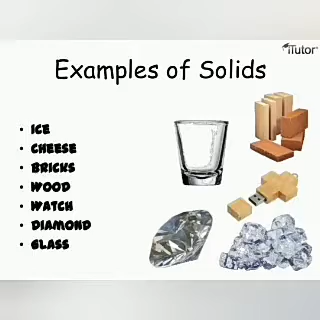 iTutor
Examples of Solids
• ICE
• CHEESE
• BRICKS
• WOOD
• WATCH
• DIAMOND
• GLASS